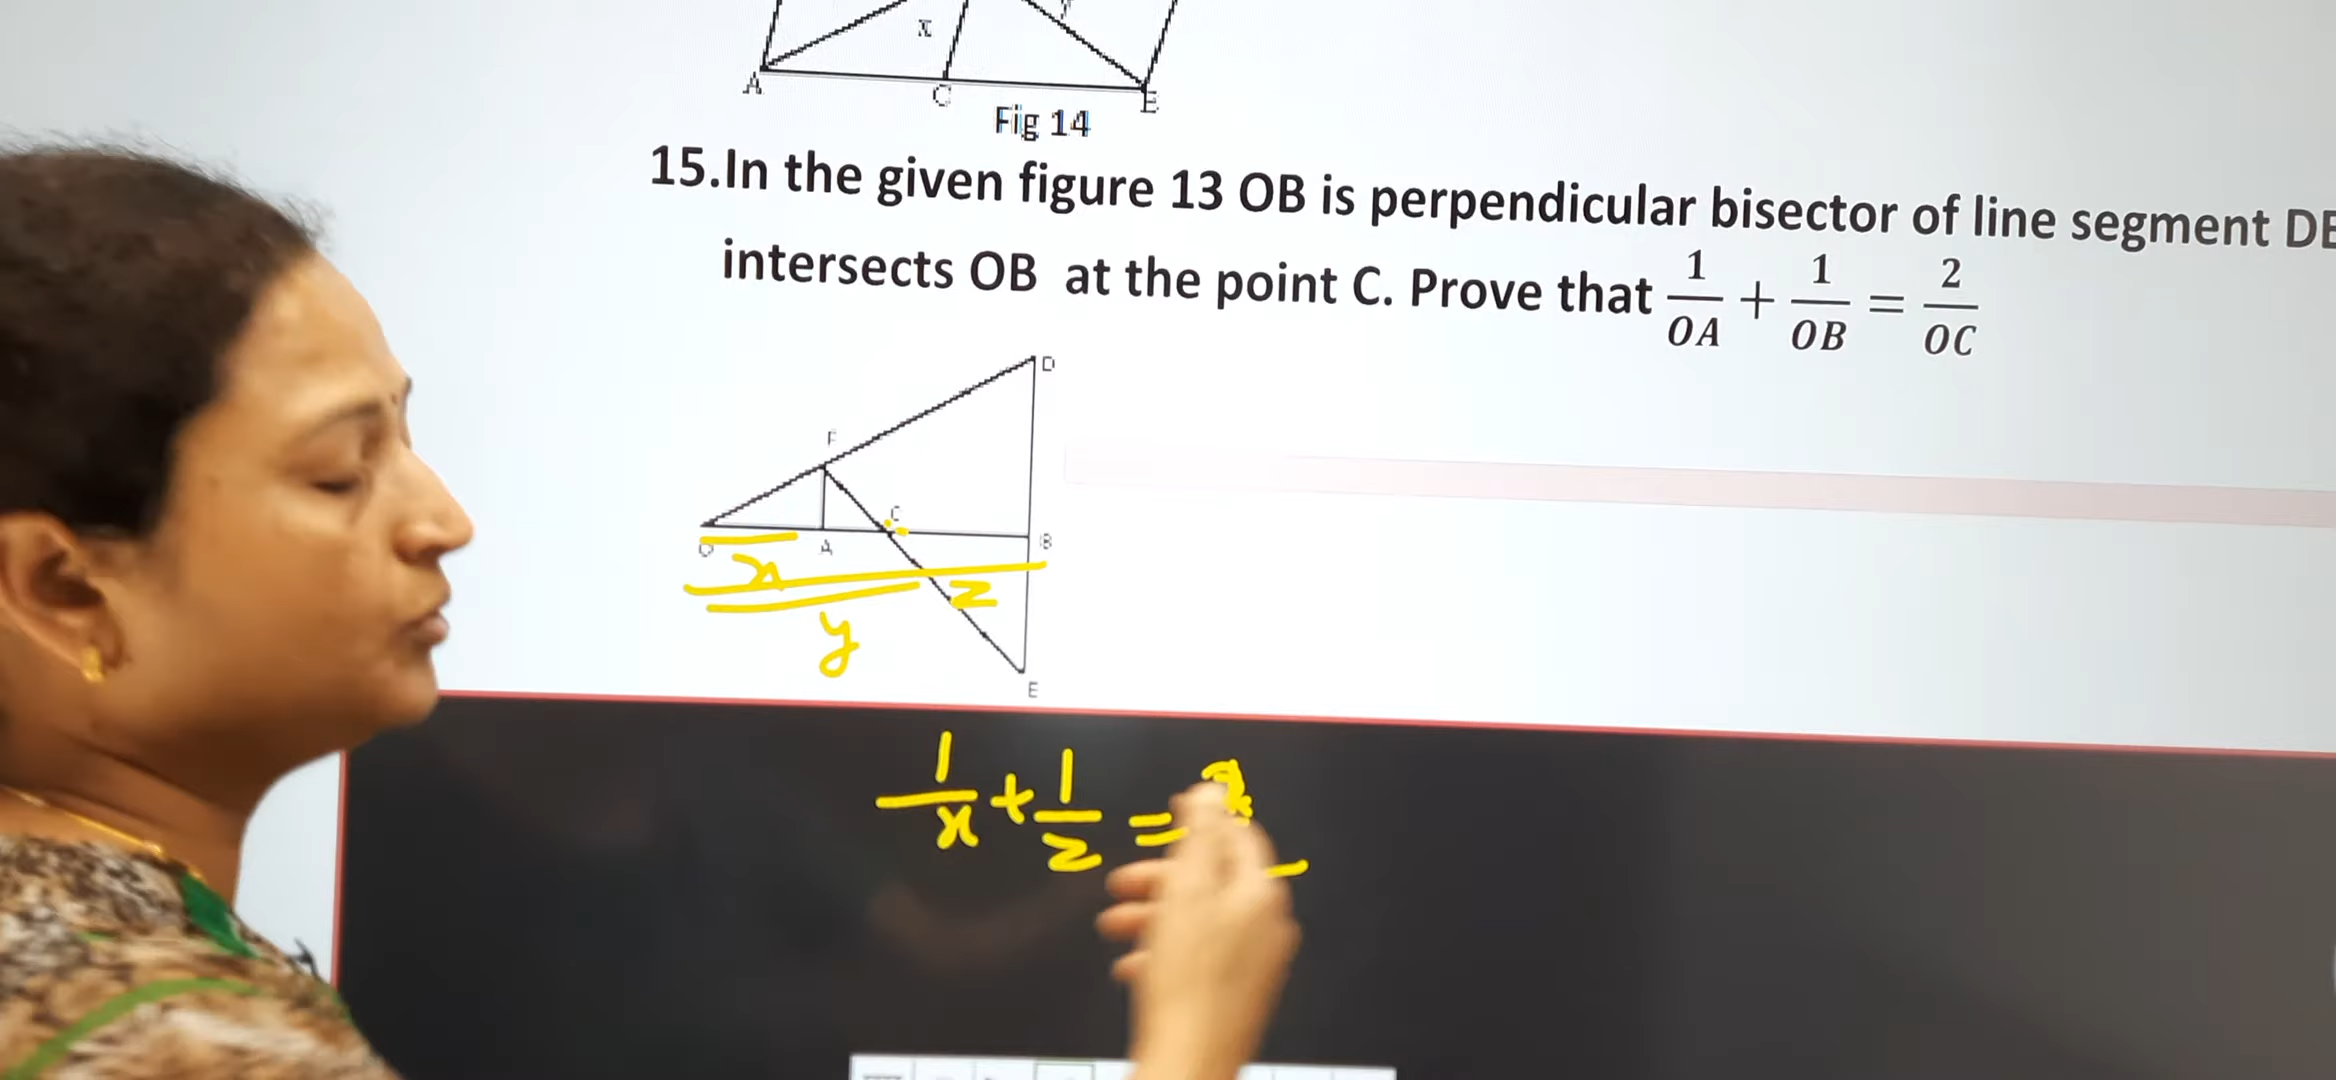 x
A
C
E
Fig 14
15.In the given figure 13 OB is perpendicular bisector of line segment DE
intersects OB at the point C. Prove that 1/OA + 1/OB = 2/OC
D
F
C
O
A
B
x
z
y
E
1/x + 1/z = 2